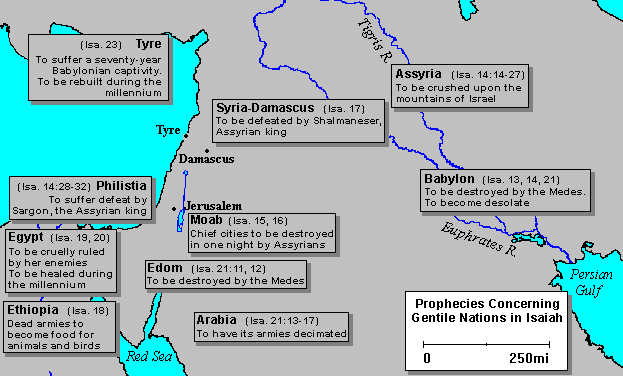 (Isa. 23) Tyre
To suffer a seventy-year
Babylonian captivity.
To be rebuilt during the
millennium
Tigris R.
Assyria (Isa. 14:14-27)
To be crushed upon the
mountains of Israel
Syria-Damascus (Isa. 17)
To be defeated by Shalmaneser,
Assyrian king
Tyre
Damascus
(Isa. 14:28-32) Philistia
To suffer defeat by
Sargon, the Assyrian king
Babylon (Isa. 13, 14, 21)
To be destroyed by the Medes.
To become desolate
Jerusalem
Moab (Isa. 15, 16)
Chief cities to be destroyed
in one night by Assyrians
Euphrates R.
Egypt (Isa. 19, 20)
To be cruelly ruled
by her enemies
To be healed during
the millennium
Edom (Isa. 21:11, 12)
To be destroyed by the Medes
Persian
Gulf
Ethiopia (Isa. 18)
Dead armies to
become food for
animals and birds
Arabia (Isa. 21:13-17)
To have its armies decimated
Red Sea
Prophecies Concerning
Gentile Nations in Isaiah
0 250mi